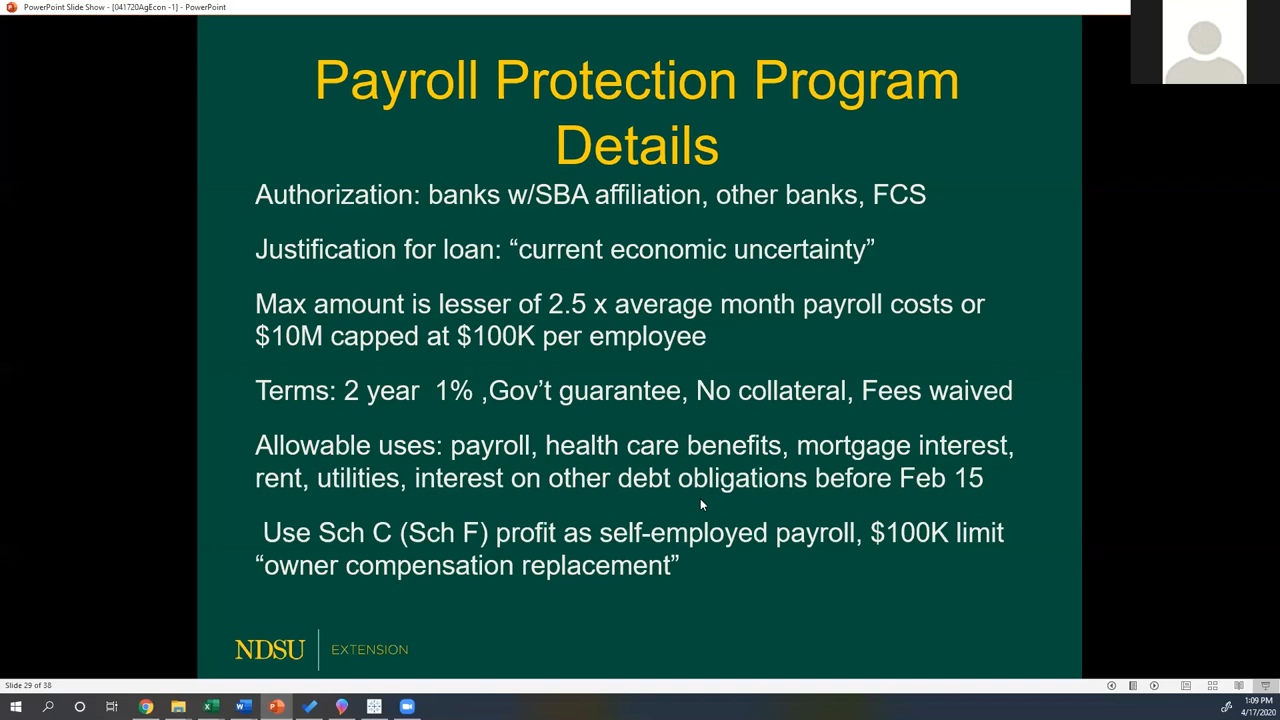 PowerPoint Slide Show - [041720AgEcon -1] - PowerPoint
Payroll Protection Program
Details
Authorization: banks w/SBA affiliation, other banks, FCS
Justification for loan: “current economic uncertainty”
Max amount is lesser of 2.5 x average month payroll costs or
$10M capped at $100K per employee
Terms: 2 year  1% ,Gov’t guarantee, No collateral, Fees waived
Allowable uses: payroll, health care benefits, mortgage interest,
rent, utilities, interest on other debt obligations before Feb 15
Use Sch C (Sch F) profit as self-employed payroll, $100K limit
“owner compensation replacement”
NDSU EXTENSION
Slide 29 of 38
1:09 PM
4/17/2020